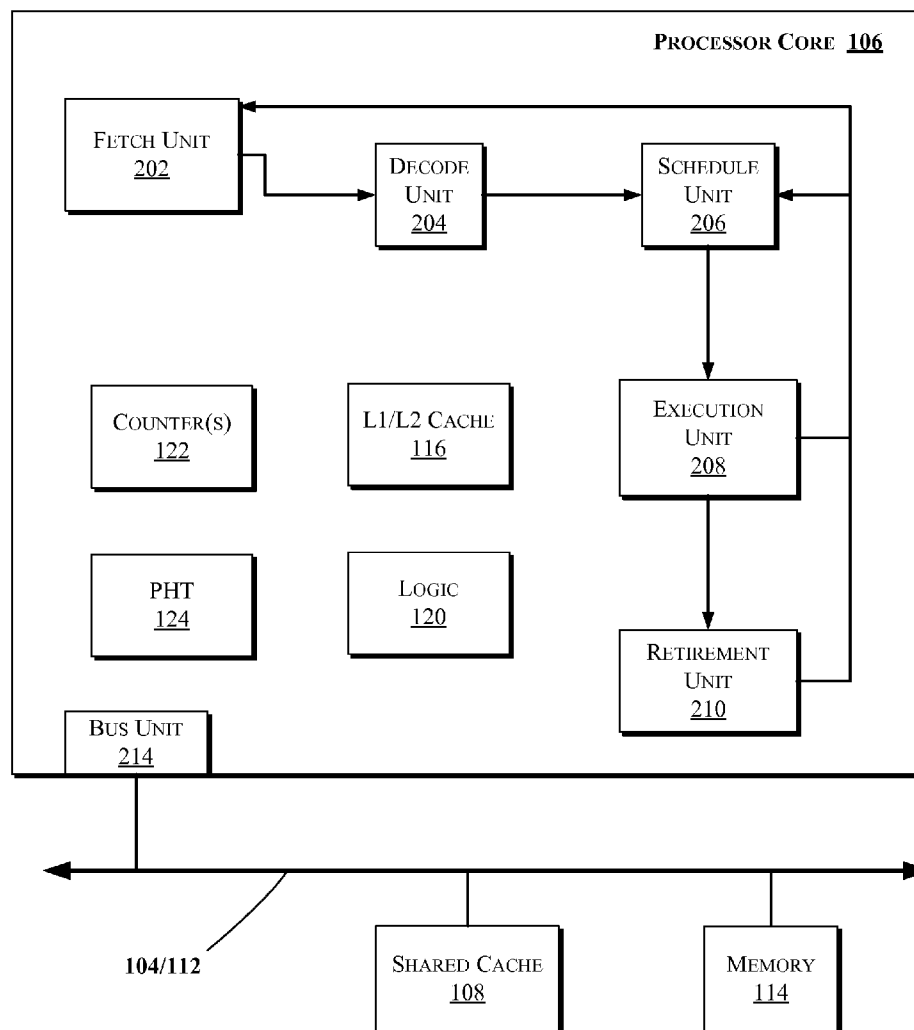 PROCESSOR CORE 106
FETCH UNIT
202
DECODE
UNIT
204
SCHEDULE
UNIT
206
COUNTER(S)
122
L1/L2 CACHE
116
EXECUTION
UNIT
208
PHT
124
LOGIC
120
RETIREMENT
UNIT
210
BUS UNIT
214
104/112
SHARED CACHE
108
MEMORY
114